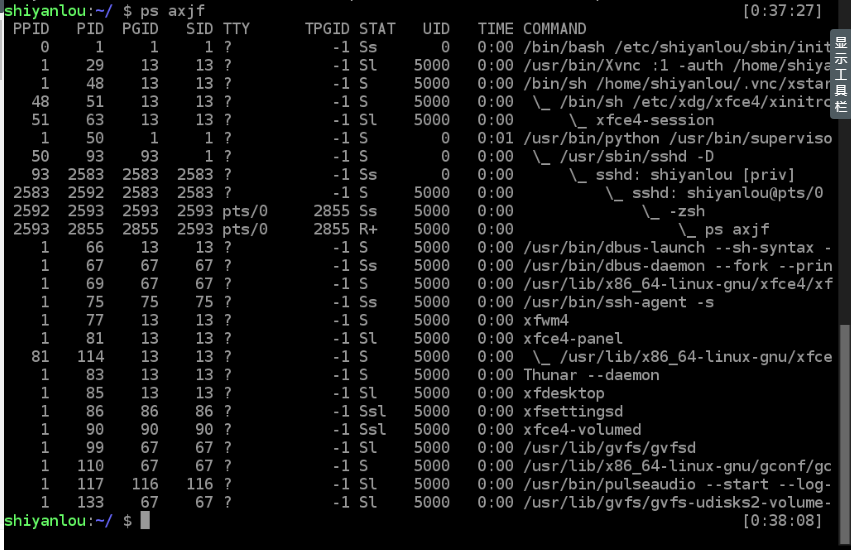 shiyanlou:~/ $ ps axjf [0:37:27]
PPID PID PGID SID TTY TPGID STAT UID TIME COMMAND
0 1 1 1 ? -1 Ss 0 0:00 /bin/bash /etc/shiyanlou/sbin/init
1 29 13 13 ? -1 Sl 5000 0:00 /usr/bin/Xvnc :1 -auth /home/shiya
1 48 13 13 ? -1 S 5000 0:00 /bin/sh /home/shiyanlou/.vnc/xstar
48 51 13 13 ? -1 S 5000 0:00 \_ /bin/sh /etc/xdg/xfce4/xinitrc
51 63 13 13 ? -1 Sl 5000 0:00 \_ xfce4-session
1 50 1 1 ? -1 S 0 0:01 /usr/bin/python /usr/bin/superviso
50 93 93 1 ? -1 S 0 0:00 \_ /usr/sbin/sshd -D
93 2583 2583 2583 ? -1 Ss 0 0:00 \_ sshd: shiyanlou [priv]
2583 2592 2583 2583 ? -1 S 5000 0:00 \_ sshd: shiyanlou@pts/0
2592 2593 2593 2593 pts/0 2855 Ss 5000 0:00 \_ -zsh
2593 2855 2855 2593 pts/0 2855 R+ 5000 0:00 \_ ps axjf
1 66 13 13 ? -1 S 5000 0:00 /usr/bin/dbus-launch --sh-syntax -
1 67 67 67 ? -1 Ss 5000 0:00 /usr/bin/dbus-daemon --fork --prin
1 69 67 67 ? -1 S 5000 0:00 /usr/lib/x86_64-linux-gnu/xfce4/xf
1 75 75 75 ? -1 Ss 5000 0:00 /usr/bin/ssh-agent -s
1 77 13 13 ? -1 S 5000 0:00 xfwm4
1 81 13 13 ? -1 Sl 5000 0:00 xfce4-panel
81 114 13 13 ? -1 S 5000 0:00 \_ /usr/lib/x86_64-linux-gnu/xfce
1 83 13 13 ? -1 S 5000 0:00 Thunar --daemon
1 85 13 13 ? -1 Sl 5000 0:00 xfdesktop
1 86 86 86 ? -1 Ssl 5000 0:00 xfsettingsd
1 90 90 90 ? -1 Ssl 5000 0:00 xfce4-volumed
1 99 67 67 ? -1 Sl 5000 0:00 /usr/lib/gvfs/gvfsd
1 110 67 67 ? -1 S 5000 0:00 /usr/lib/x86_64-linux-gnu/gconf/gc
1 117 116 116 ? -1 Sl 5000 0:00 /usr/bin/pulseaudio --start --log-
1 133 67 67 ? -1 Sl 5000 0:00 /usr/lib/gvfs/gvfs-udisks2-volume-
shiyanlou:~/ $ [0:38:08]
显示工具栏